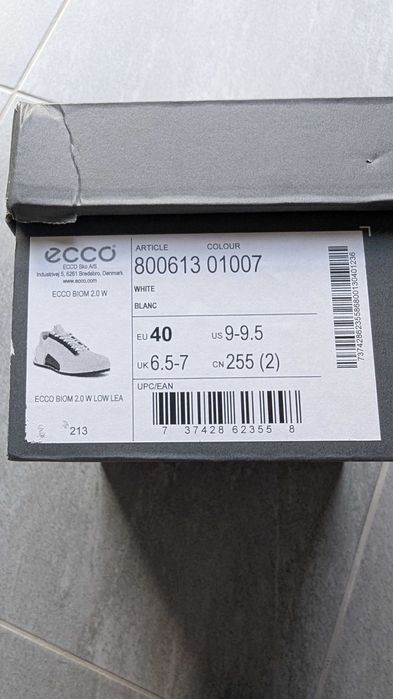 ecco
ECCO Sko A/S
Industrivej 5, 6261 Bredebro, Denmark
www.ecco.com
ECCO BIOM 2.0 W
ECCO BIOM 2.0 W LOW LEA
213
ARTICLE COLOUR
800613 01007
WHITE
BLANC
EU 40 US 9-9.5
UK 6.5-7 CN 255 (2)
UPC/EAN
7 37428 62355 8
7374286235586800130401236